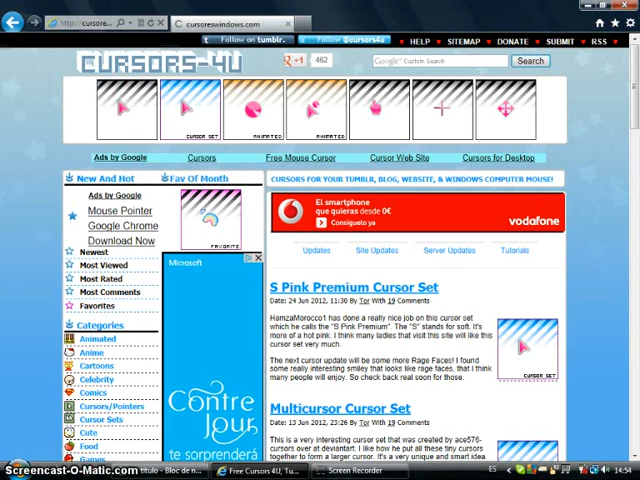 http://cursore...
cursoreswindows.com
Follow on tumblr.
Follow @cursors4u
HELP
SITEMAP
DONATE
SUBMIT
RSS
CURSORS-4U
+1
462
Google™ Custom Search
Search
CURSOR SET
ANIMATED
ANIMATED
Ads by Google
Cursors
Free Mouse Cursor
Cursor Web Site
Cursors for Desktop
New And Hot
Ads by Google
Mouse Pointer
Google Chrome
Download Now
Newest
Most Viewed
Most Rated
Most Comments
Favorites
Categories
Animated
Anime
Cartoons
Celebrity
Comics
Cursors/Pointers
Cursor Sets
Cute
Food
Games
Fav Of Month
FAVORITE
Microsoft
Contre
Jour
te sorprenderá
CURSORS FOR YOUR TUMBLR, BLOG, WEBSITE, & WINDOWS COMPUTER MOUSE!
El smartphone
que quieras desde 0€
Consíguelo ya
vodafone
Updates
Site Updates
Server Updates
Tutorials
S Pink Premium Cursor Set
Date: 24 Jun 2012, 11:30 By Tor With 19 Comments
HamzaMorocco1 has done a really nice job on this cursor set
which he calls the "S Pink Premium". The "S" stands for soft. It's
more of a hot pink. I think many ladies that visit this site will like this
cursor set very much.
The next cursor update will be some more Rage Faces! I found
some really interesting smiley that looks like rage faces, that I think
many people will enjoy. So check back real soon for those.
CURSOR SET
Multicursor Cursor Set
Date: 13 Jun 2012, 23:26 By Tor With 19 Comments
This is a very interesting cursor set that was created by ace576-
cursors over at deviantart. I like how he put all these tiny cursors
together to form a larger cursor. It's a very unique and smart idea
Screencast-O-Matic.com
título - Bloc de n...
Free Cursors 4U, Tu...
Screen Recorder
ES
14:54